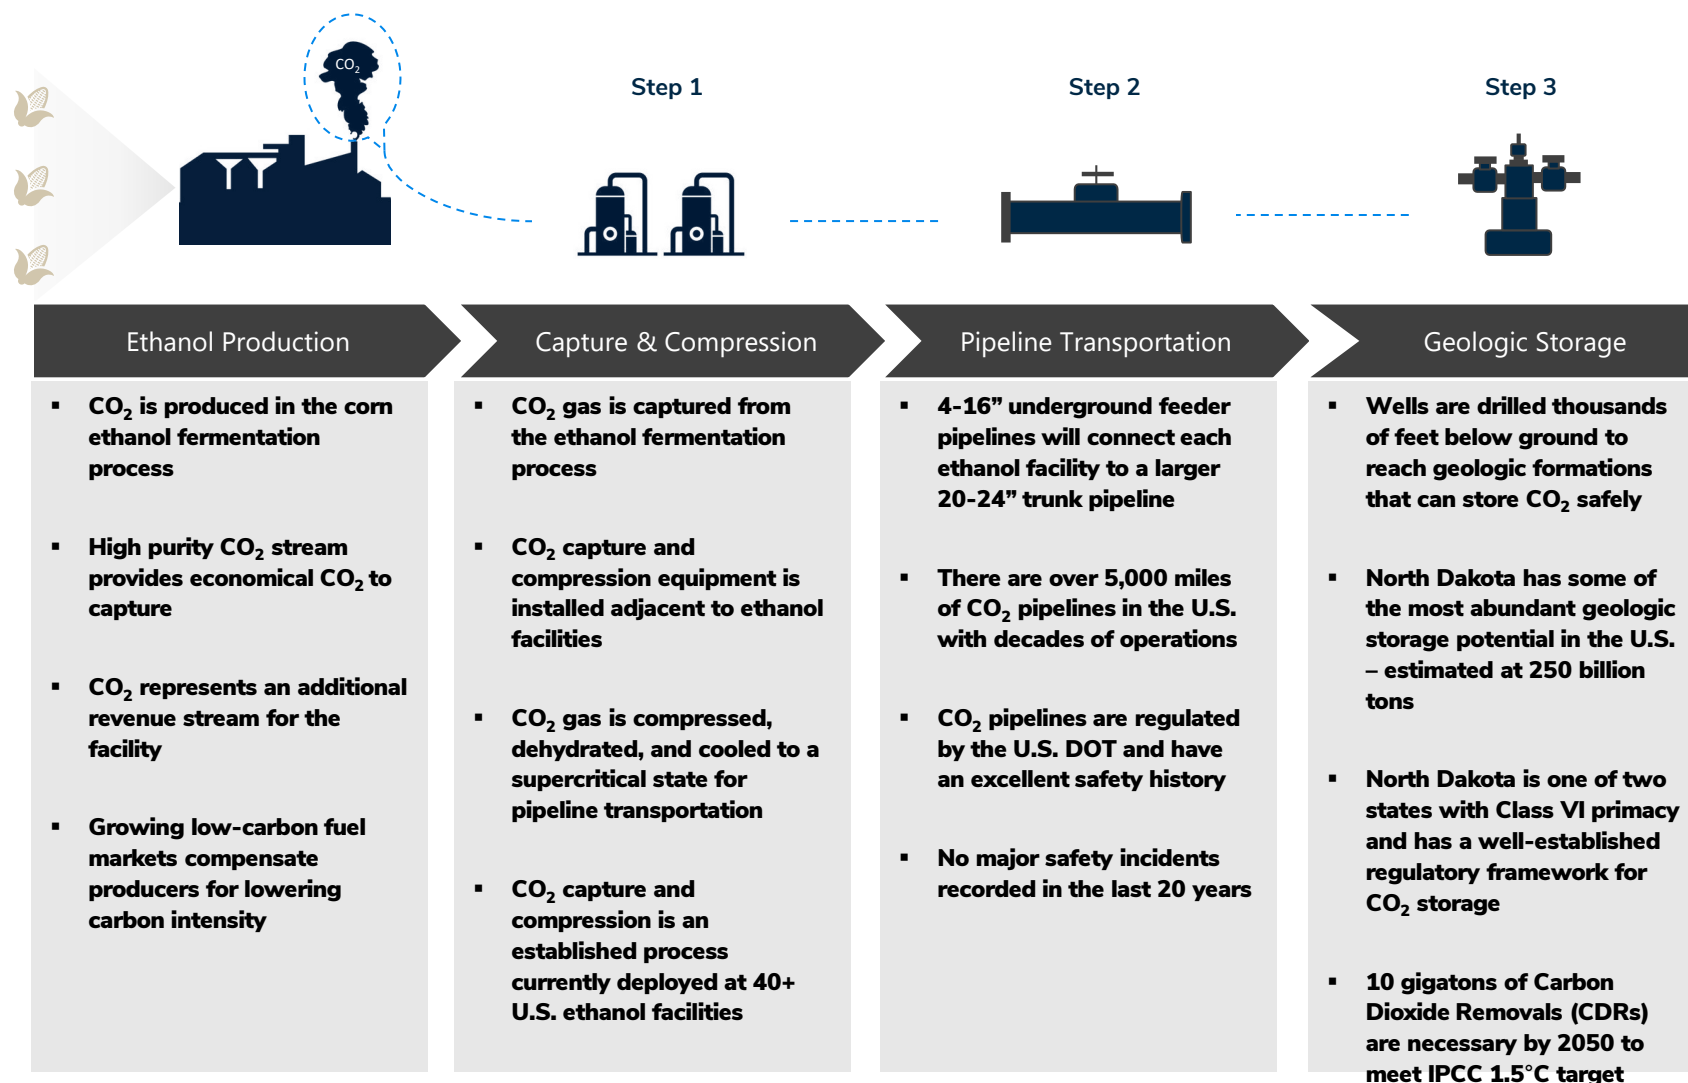 CO₂
Step 1
Step 2
Step 3
Ethanol Production
Capture & Compression
Pipeline Transportation
Geologic Storage
▪ CO₂ is produced in the corn
ethanol fermentation
process
▪ High purity CO₂ stream
provides economical CO₂ to
capture
▪ CO₂ represents an additional
revenue stream for the
facility
▪ Growing low-carbon fuel
markets compensate
producers for lowering
carbon intensity
▪ CO₂ gas is captured from
the ethanol fermentation
process
▪ CO₂ capture and
compression equipment is
installed adjacent to ethanol
facilities
▪ CO₂ gas is compressed,
dehydrated, and cooled to a
supercritical state for
pipeline transportation
▪ CO₂ capture and
compression is an
established process
currently deployed at 40+
U.S. ethanol facilities
▪ 4-16” underground feeder
pipelines will connect each
ethanol facility to a larger
20-24” trunk pipeline
▪ There are over 5,000 miles
of CO₂ pipelines in the U.S.
with decades of operations
▪ CO₂ pipelines are regulated
by the U.S. DOT and have
an excellent safety history
▪ No major safety incidents
recorded in the last 20 years
▪ Wells are drilled thousands
of feet below ground to
reach geologic formations
that can store CO₂ safely
▪ North Dakota has some of
the most abundant geologic
storage potential in the U.S.
– estimated at 250 billion
tons
▪ North Dakota is one of two
states with Class VI primacy
and has a well-established
regulatory framework for
CO₂ storage
▪ 10 gigatons of Carbon
Dioxide Removals (CDRs)
are necessary by 2050 to
meet IPCC 1.5°C target